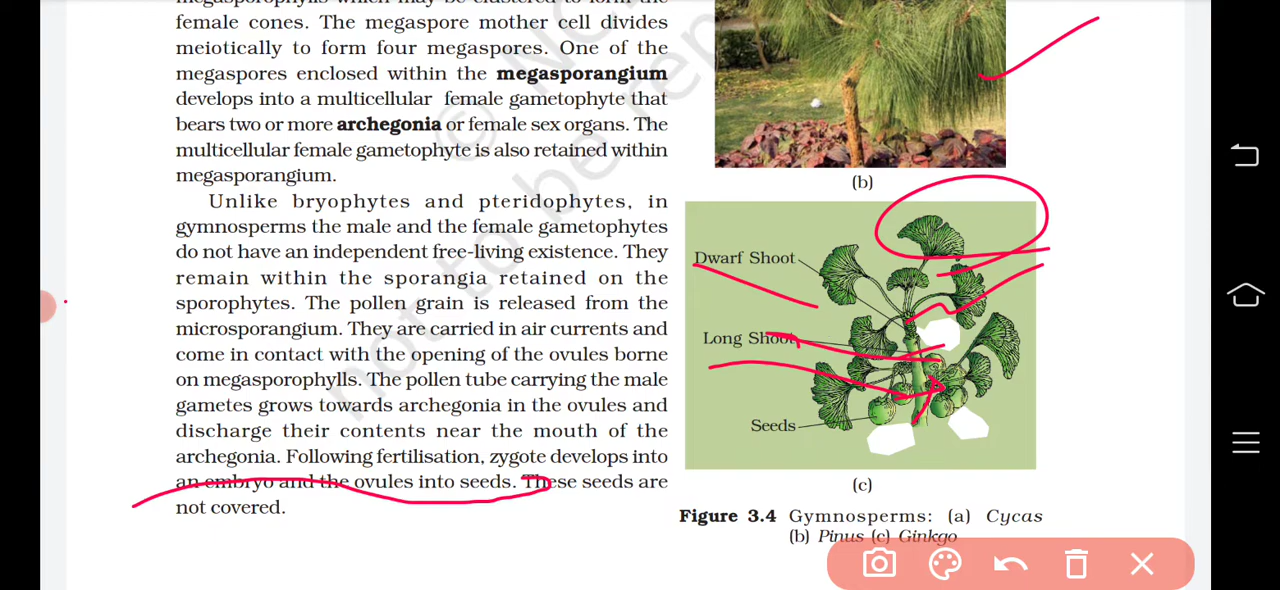 female cones. The megaspore mother cell divides
meiotically to form four megaspores. One of the
megaspores enclosed within the megasporangium
develops into a multicellular female gametophyte that
bears two or more archegonia or female sex organs. The
multicellular female gametophyte is also retained within
megasporangium.
Unlike bryophytes and pteridophytes, in
gymnosperms the male and the female gametophytes
do not have an independent free-living existence. They
remain within the sporangia retained on the
sporophytes. The pollen grain is released from the
microsporangium. They are carried in air currents and
come in contact with the opening of the ovules borne
on megasporophylls. The pollen tube carrying the male
gametes grows towards archegonia in the ovules and
discharge their contents near the mouth of the
archegonia. Following fertilisation, zygote develops into
an embryo and the ovules into seeds. These seeds are
not covered.
(b)
Dwarf Shoot
Long Shoot
Seeds
(c)
Figure 3.4 Gymnosperms: (a) Cycas
(b) Pinus (c) Ginkgo
not to be rep